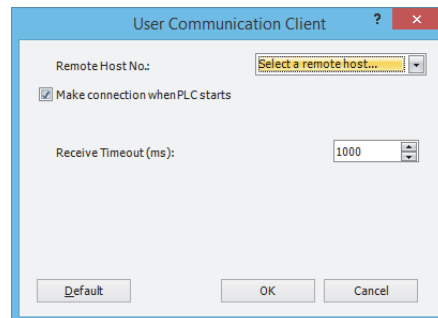 User Communication Client
?
×
Remote Host No.:
Select a remote host...
Make connection when PLC starts
Receive Timeout (ms):
1000
Default
OK
Cancel